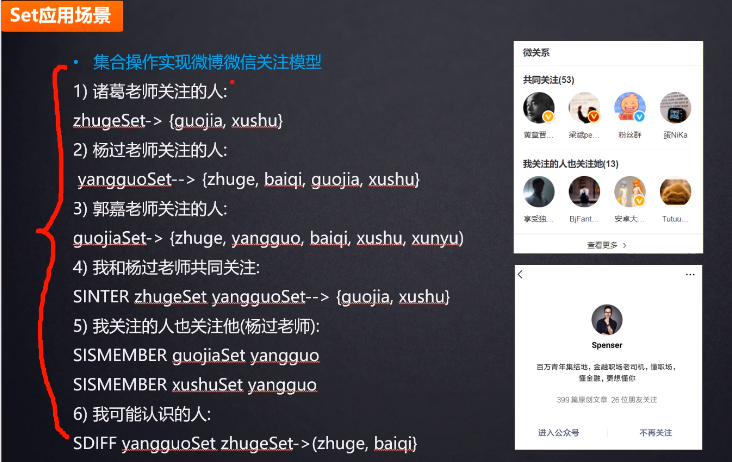 Set应用场景
• 集合操作实现微博微信关注模型
1) 诸葛老师关注的人:
zhugeSet-> {guojia, xushu}
2) 杨过老师关注的人:
yangguoSet--> {zhuge, baiqi, guojia, xushu}
3) 郭嘉老师关注的人:
guojiaSet-> {zhuge, yangguo, baiqi, xushu, xunyu)
4) 我和杨过老师共同关注:
SINTER zhugeSet yangguoSet--> {guojia, xushu}
5) 我关注的人也关注他(杨过老师):
SISMEMBER guojiaSet yangguo
SISMEMBER xushuSet yangguo
6) 我可能认识的人:
SDIFF yangguoSet zhugeSet->(zhuge, baiqi}
微关系
共同关注(53)
粉丝群 蛋NiKa
我关注的人也关注她(13)
享受独... BjFant... 安卓大... Tutuu...
查看更多 >
Spenser
百万青年集结地，金融职场老司机，懂职场，
懂金融，更想懂你
399 篇原创文章 26 位朋友关注
进入公众号 不再关注